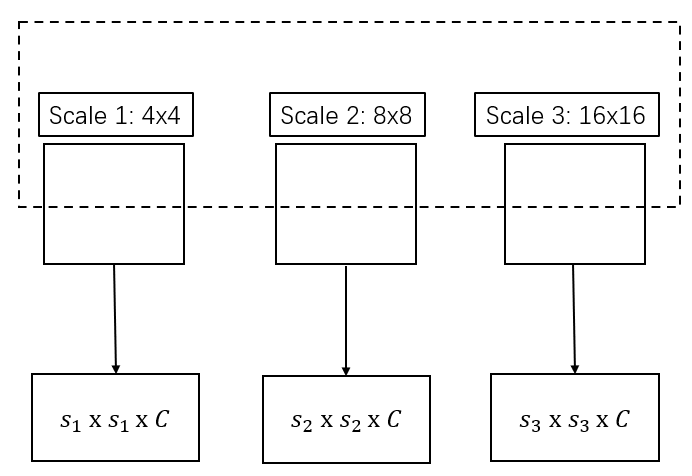 Scale 1: 4x4
Scale 2: 8x8
Scale 3: 16x16
s₁ x s₁ x C
s₂ x s₂ x C
s₃ x s₃ x C